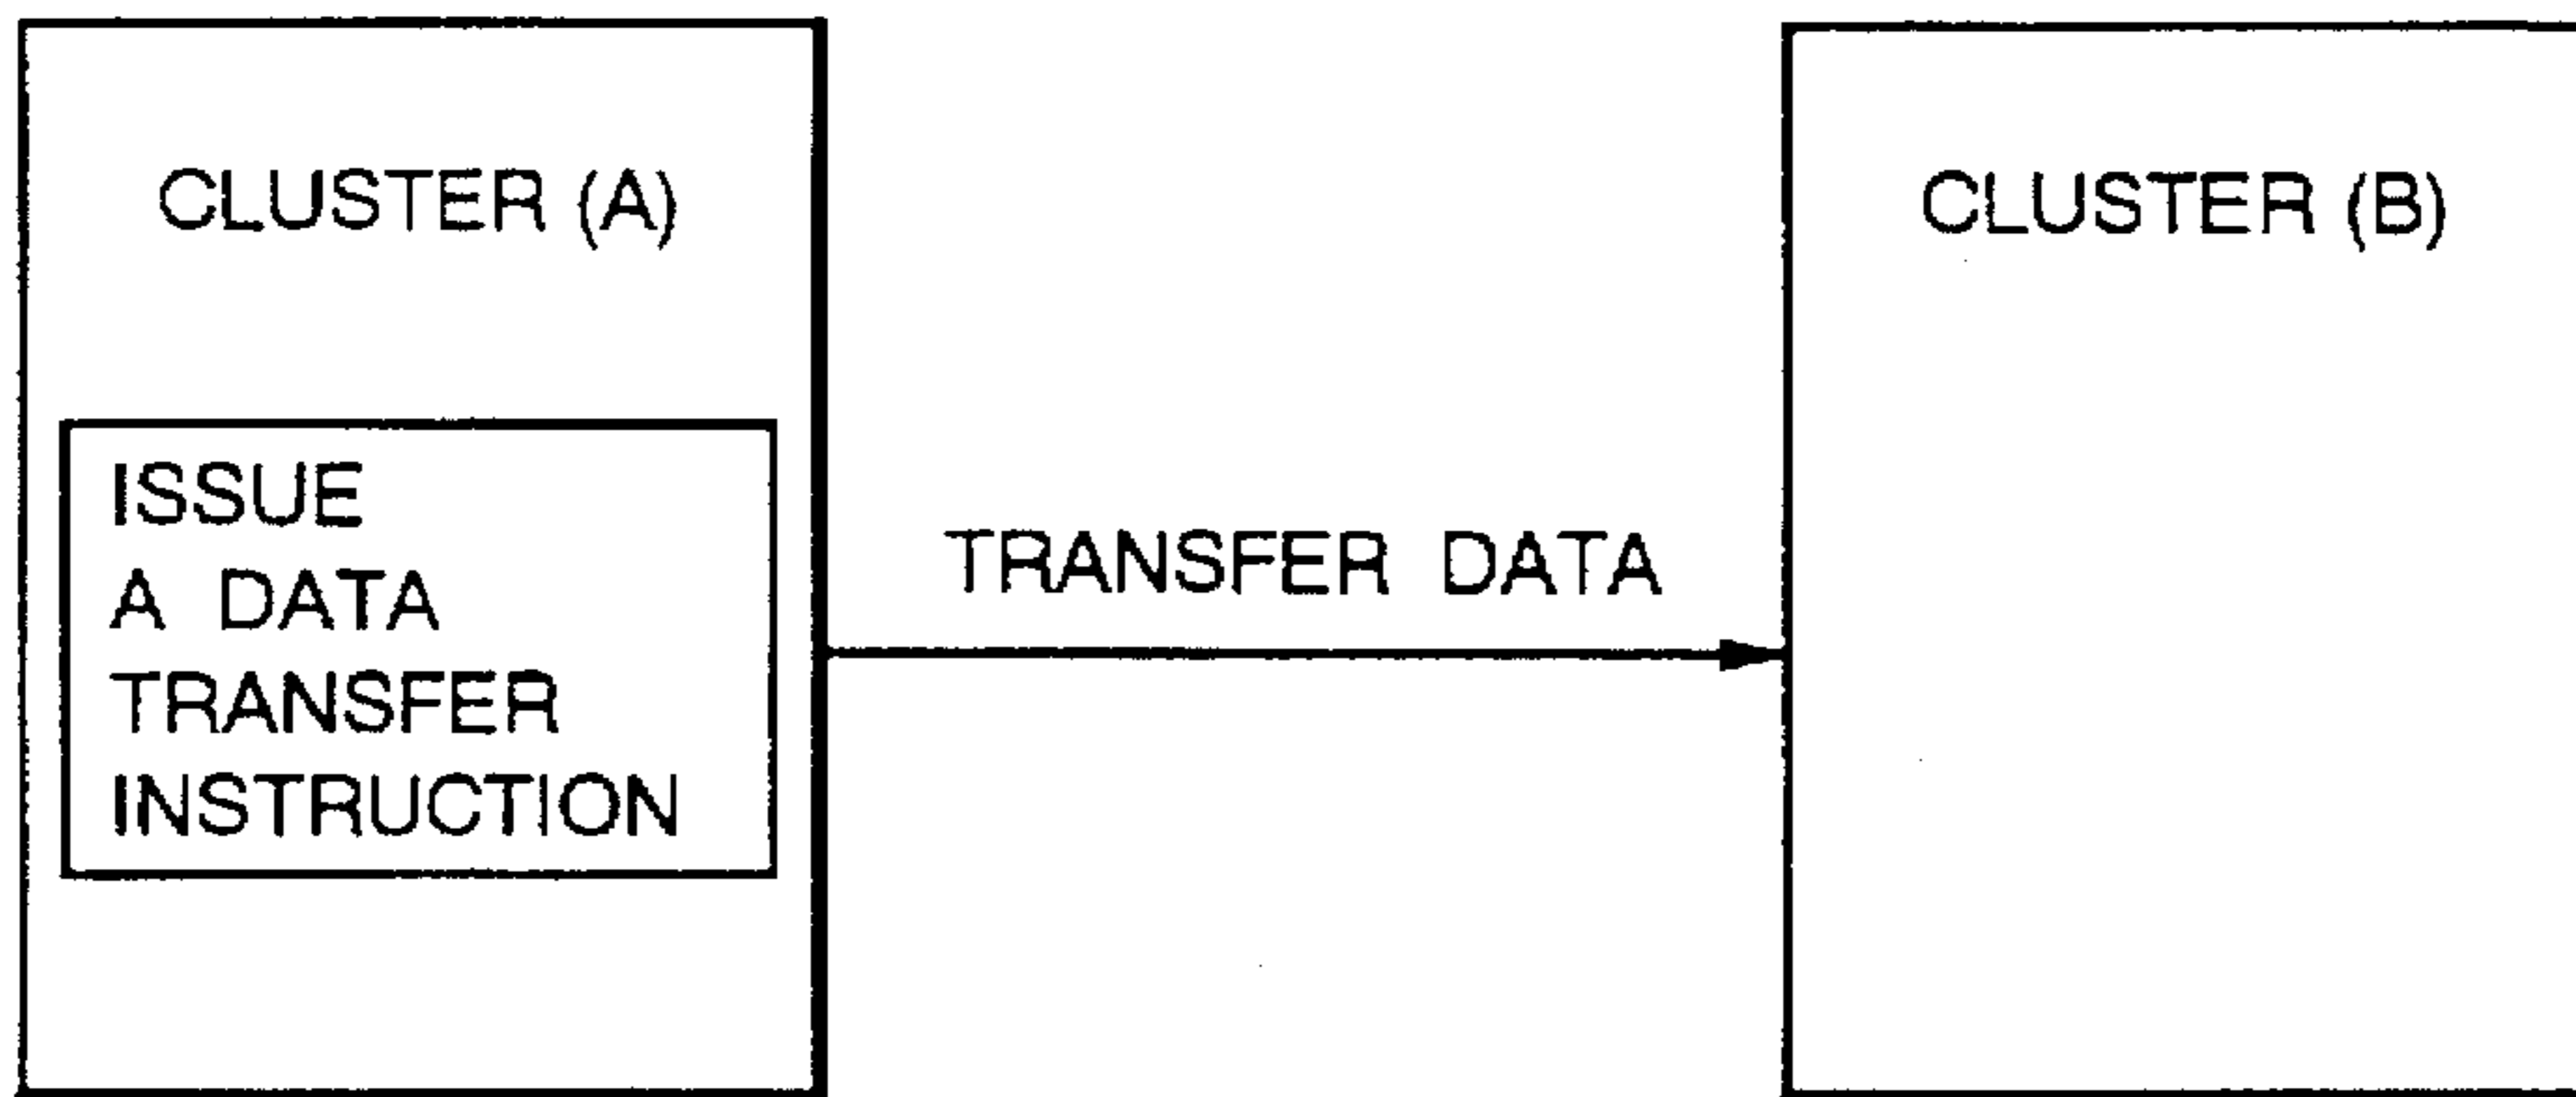 CLUSTER (A)
ISSUE
A DATA
TRANSFER
INSTRUCTION
TRANSFER DATA
CLUSTER (B)